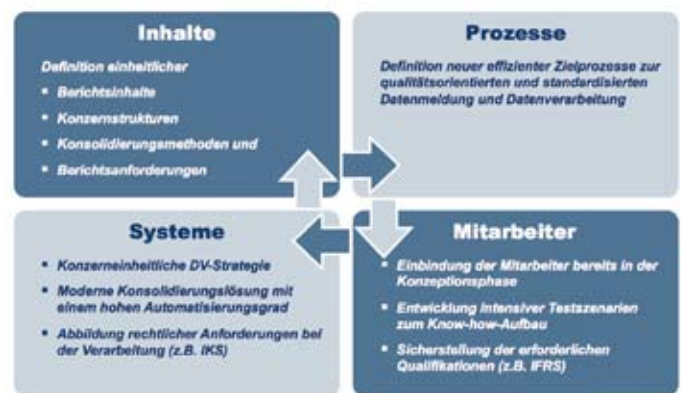 Inhalte
Definition einheitlicher
▪ Berichtsinhalte
▪ Konzernstrukturen
▪ Konsolidierungsmethoden und
▪ Berichtsanforderungen
Prozesse
Definition neuer effizienter Zielprozesse zur
qualitätsorientierten und standardisierten
Datenmeldung und Datenverarbeitung
Systeme
▪ Konzerneinheitliche DV-Strategie
▪ Moderne Konsolidierungslösung mit
einem hohen Automatisierungsgrad
▪ Abbildung rechtlicher Anforderungen bei
der Verarbeitung (z.B. IKS)
Mitarbeiter
▪ Einbindung der Mitarbeiter bereits in der
Konzeptionsphase
▪ Entwicklung intensiver Testszenarien
zum Know-how-Aufbau
▪ Sicherstellung der erforderlichen
Qualifikationen (z.B. IFRS)